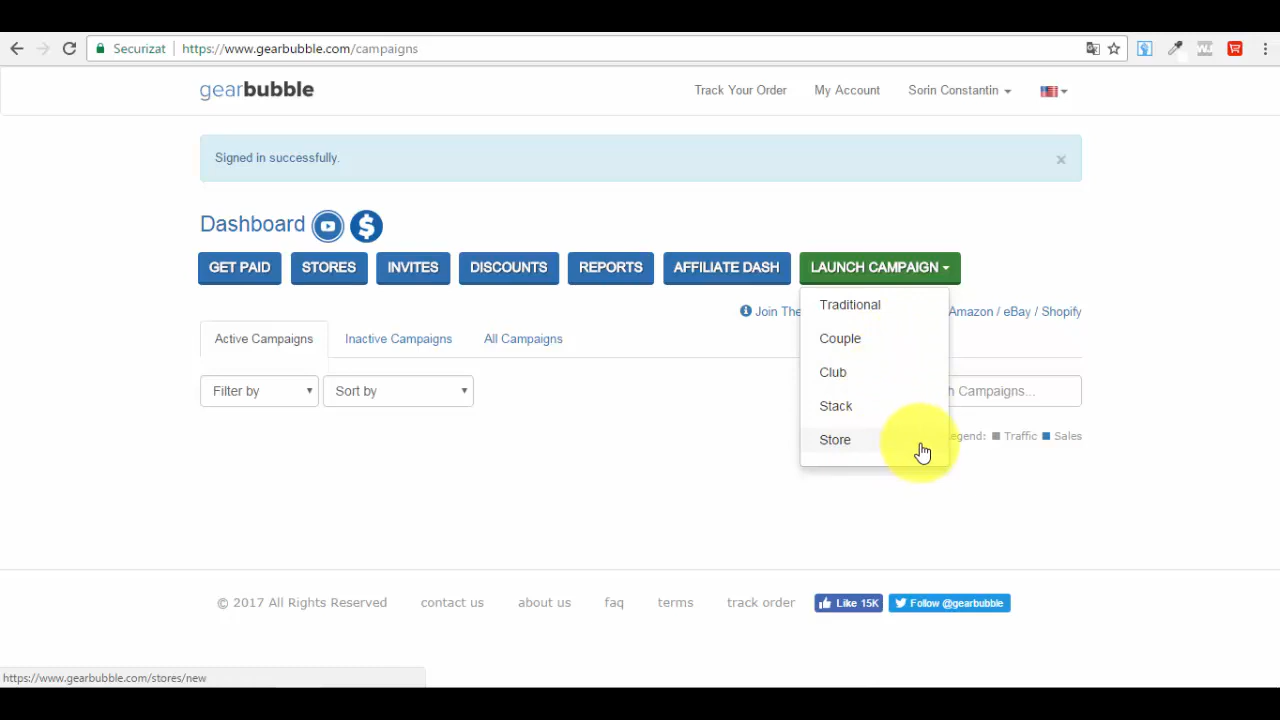 Securizat https://www.gearbubble.com/campaigns
gearbubble Track Your Order My Account Sorin Constantin
Signed in successfully. ×
Dashboard $
GET PAID STORES INVITES DISCOUNTS REPORTS AFFILIATE DASH LAUNCH CAMPAIGN
Traditional
Join The Amazon / eBay / Shopify
Active Campaigns Inactive Campaigns All Campaigns Couple
Club
Filter by Sort by Campaigns...
Stack
Store egend: Traffic Sales
© 2017 All Rights Reserved contact us about us faq terms track order Like 15K Follow @gearbubble
https://www.gearbubble.com/stores/new